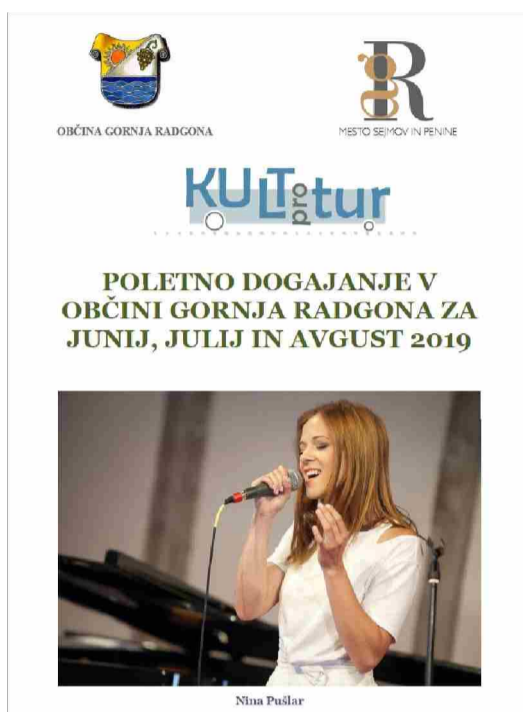 OBČINA GORNJA RADGONA
gR
MESTO SEJMOV IN PENINE
KULTproTur
POLETNO DOGAJANJE V
OBČINI GORNJA RADGONA ZA
JUNIJ, JULIJ IN AVGUST 2019
Nina Pušlar